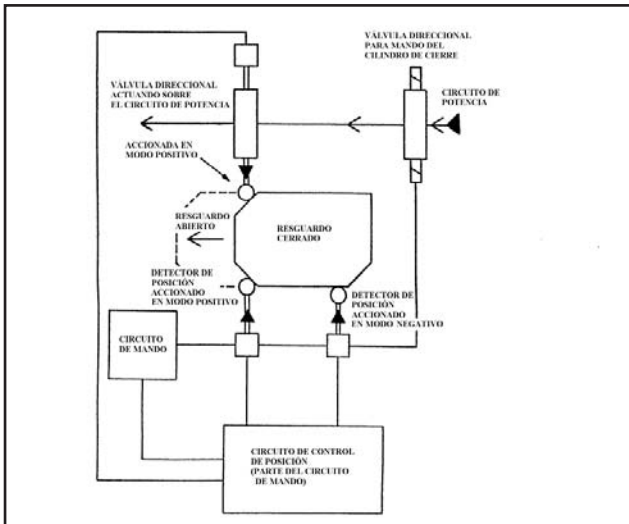 VÁLVULA DIRECCIONAL
PARA MANDO DEL
CILINDRO DE CIERRE
VÁLVULA DIRECCIONAL
ACTUANDO SOBRE
EL CIRCUITO DE POTENCIA
CIRCUITO DE
POTENCIA
ACCIONADA EN
MODO POSITIVO
RESGUARDO
ABIERTO
RESGUARDO
CERRADO
DETECTOR DE
POSICIÓN
ACCIONADO
EN MODO POSITIVO
DETECTOR DE
POSICIÓN
ACCIONADO
EN MODO NEGATIVO
CIRCUITO
DE MANDO
CIRCUITO DE CONTROL
DE POSICIÓN
(PARTE DEL CIRCUITO
DE MANDO)